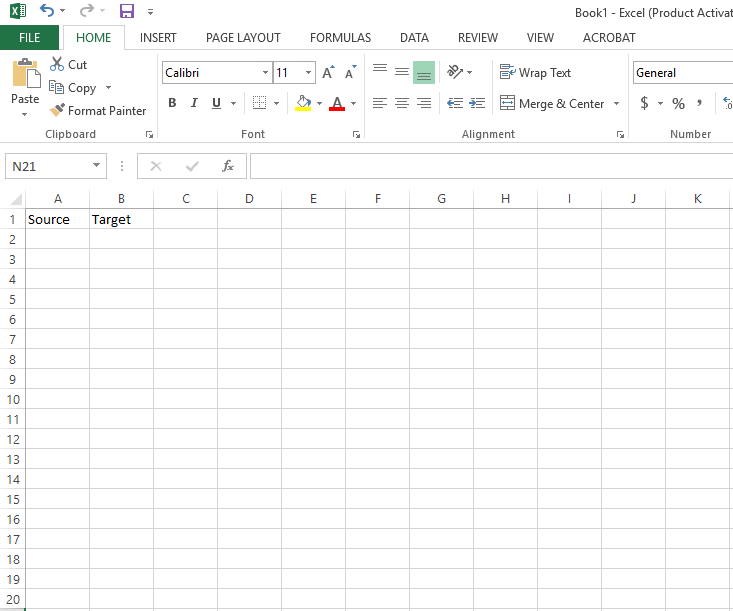 Book1 - Excel (Product Activat
FILE HOME INSERT PAGE LAYOUT FORMULAS DATA REVIEW VIEW ACROBAT
Paste
Cut
Copy
Format Painter
Calibri 11
B I U A
Wrap Text
Merge & Center
General
$ % ,
Clipboard Font Alignment Number
N21 fx
A B C D E F G H I J K
1 Source Target
2
3
4
5
6
7
8
9
10
11
12
13
14
15
16
17
18
19
20